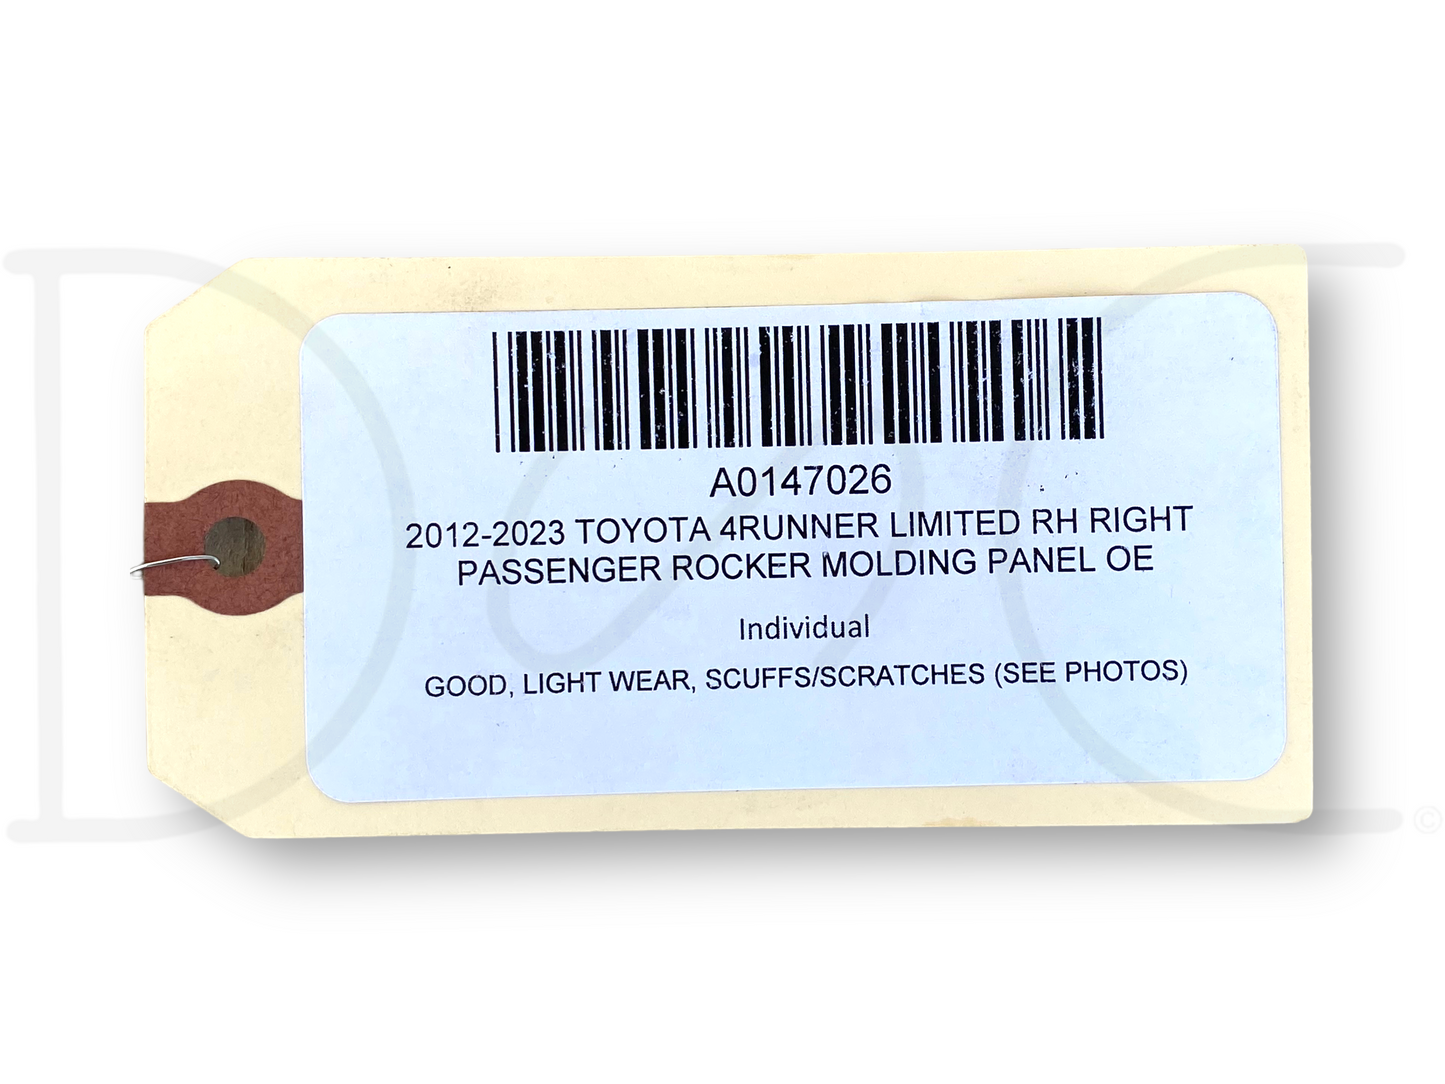 A0147026
2012-2023 TOYOTA 4RUNNER LIMITED RH RIGHT
PASSENGER ROCKER MOLDING PANEL OE
Individual
GOOD, LIGHT WEAR, SCUFFS/SCRATCHES (SEE PHOTOS)
©